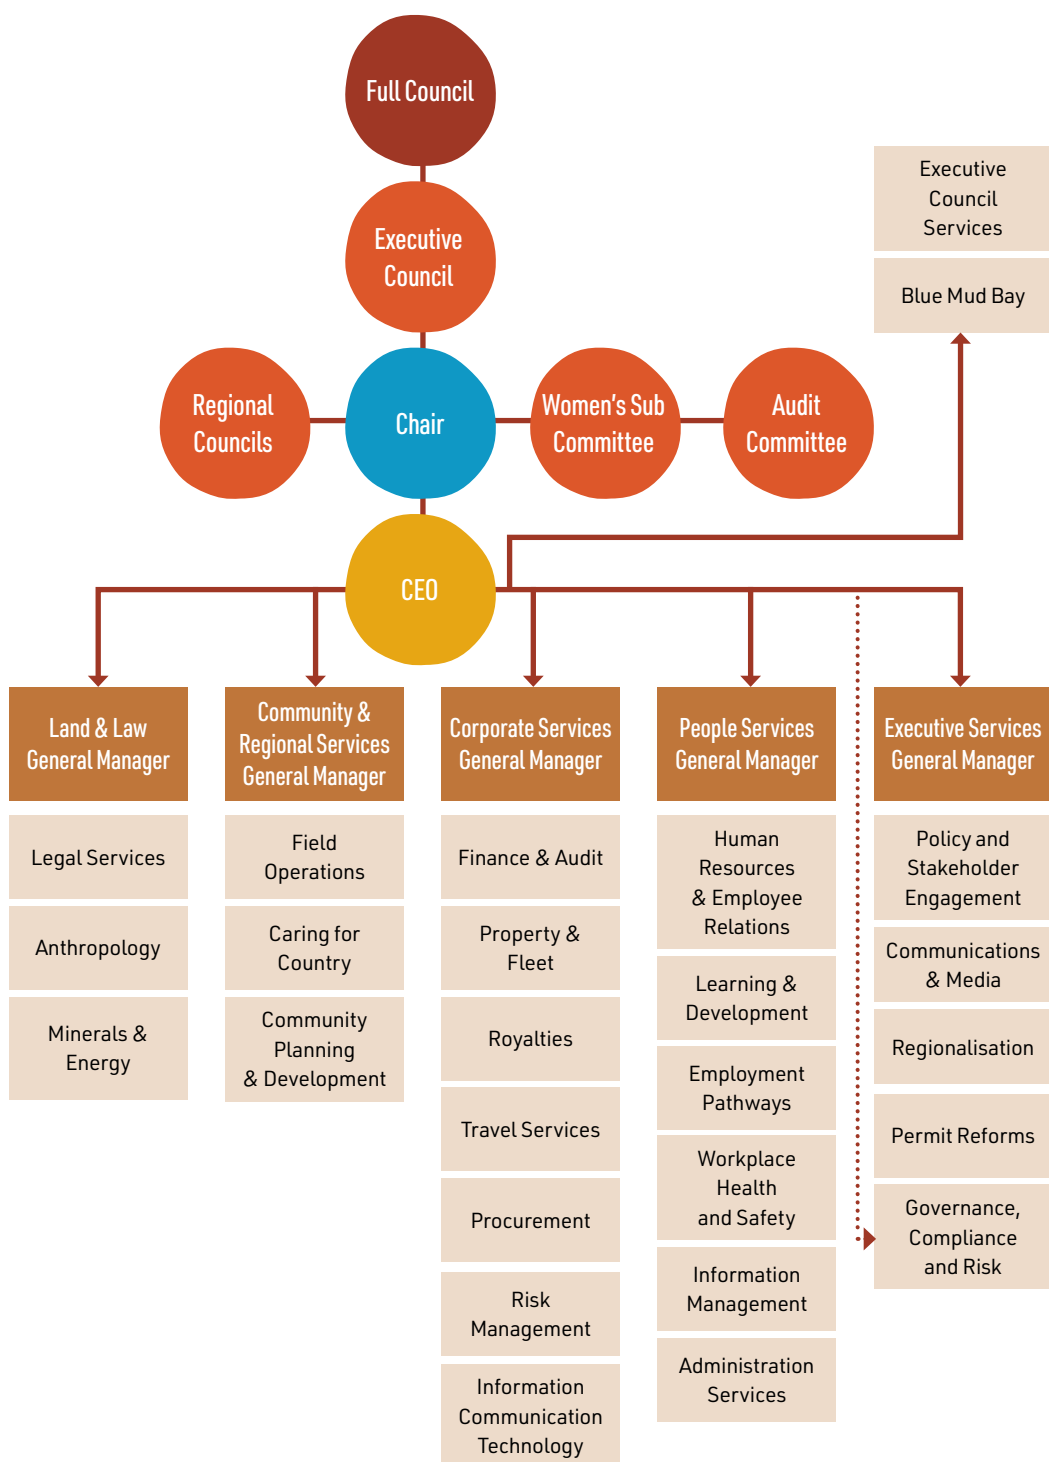 Full Council
Executive
Council
Services
Blue Mud Bay
Executive
Council
Regional
Councils
Chair
Women's Sub
Committee
Audit
Committee
CEO
Land & Law
General Manager
Legal Services
Anthropology
Minerals &
Energy
Community &
Regional Services
General Manager
Field
Operations
Caring for
Country
Community
Planning
& Development
Corporate Services
General Manager
Finance & Audit
Property &
Fleet
Royalties
Travel Services
Procurement
Risk
Management
Information
Communication
Technology
People Services
General Manager
Human
Resources
& Employee
Relations
Learning &
Development
Employment
Pathways
Workplace
Health
and Safety
Information
Management
Administration
Services
Executive Services
General Manager
Policy and
Stakeholder
Engagement
Communications
& Media
Regionalisation
Permit Reforms
Governance,
Compliance
and Risk